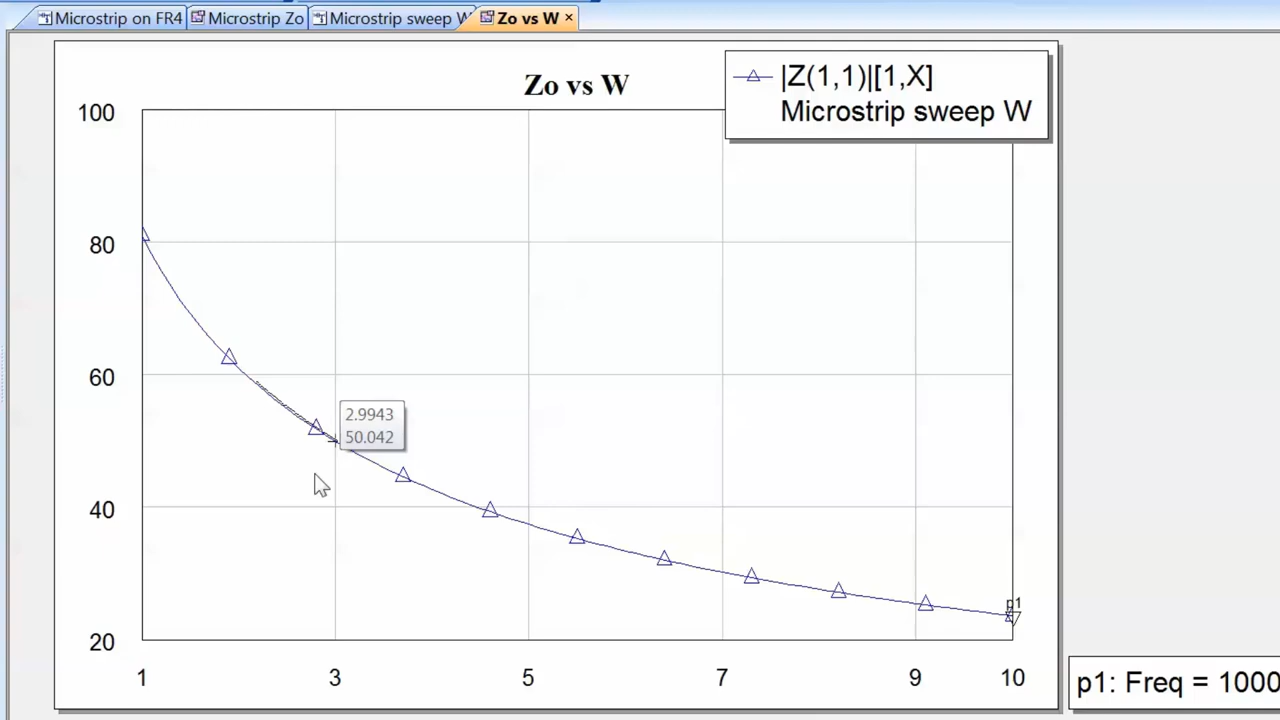 Microstrip on FR4 Microstrip Zo Microstrip sweep W Zo vs W ×
Zo vs W
|Z(1,1)|[1,X]
Microstrip sweep W
100
80
60
40
20
2.9943
50.042
p1
1 3 5 7 9 10
p1: Freq = 1000